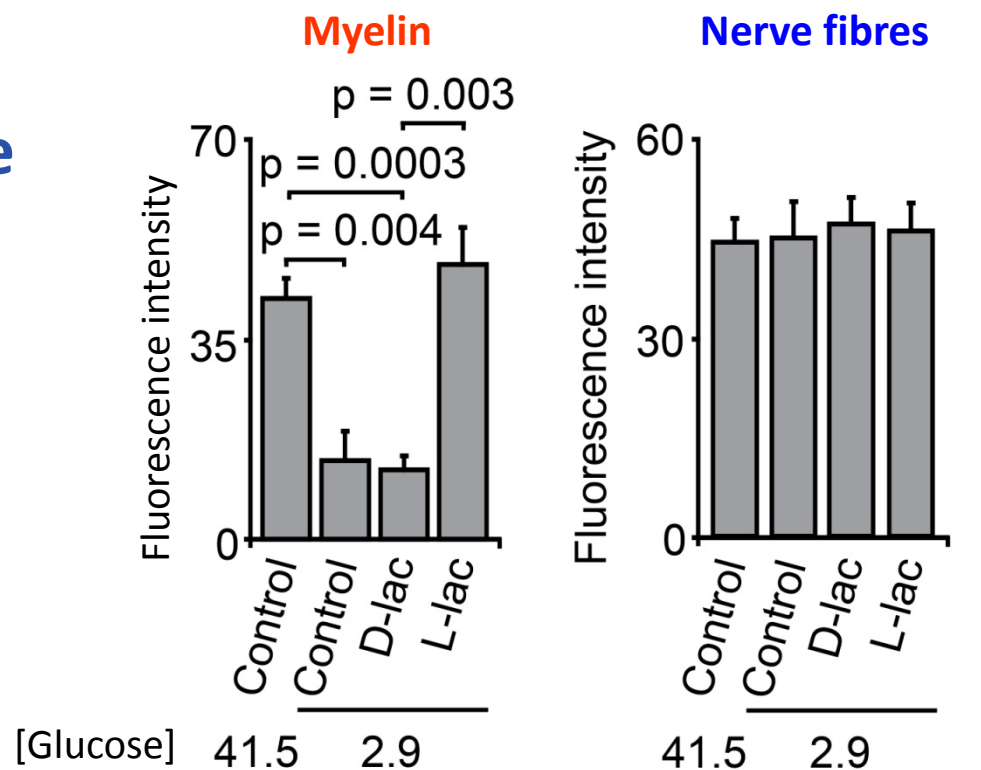 Myelin
Nerve fibres
e
p = 0.003
p = 0.0003
p = 0.004
Fluorescence intensity
70
35
0
Control
Control
D-lac
L-lac
Fluorescence intensity
60
30
0
Control
Control
D-lac
L-lac
[Glucose] 41.5 2.9 41.5 2.9